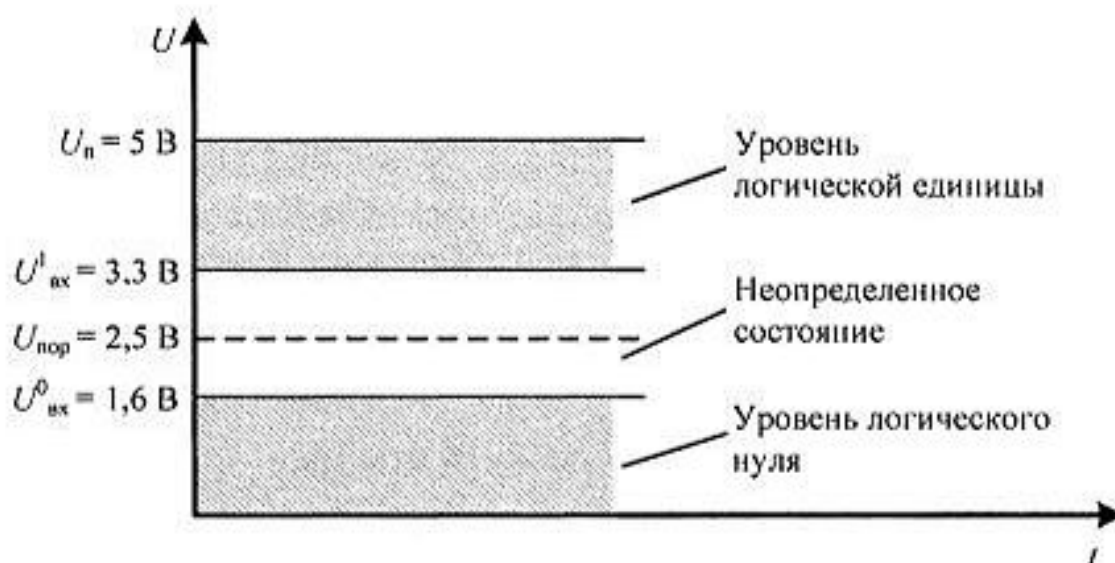 U
Uп = 5 В
Уровень
логической единицы
U¹вх = 3,3 В
Неопределенное
состояние
Uпор = 2,5 В
U⁰вх = 1,6 В
Уровень логического
нуля